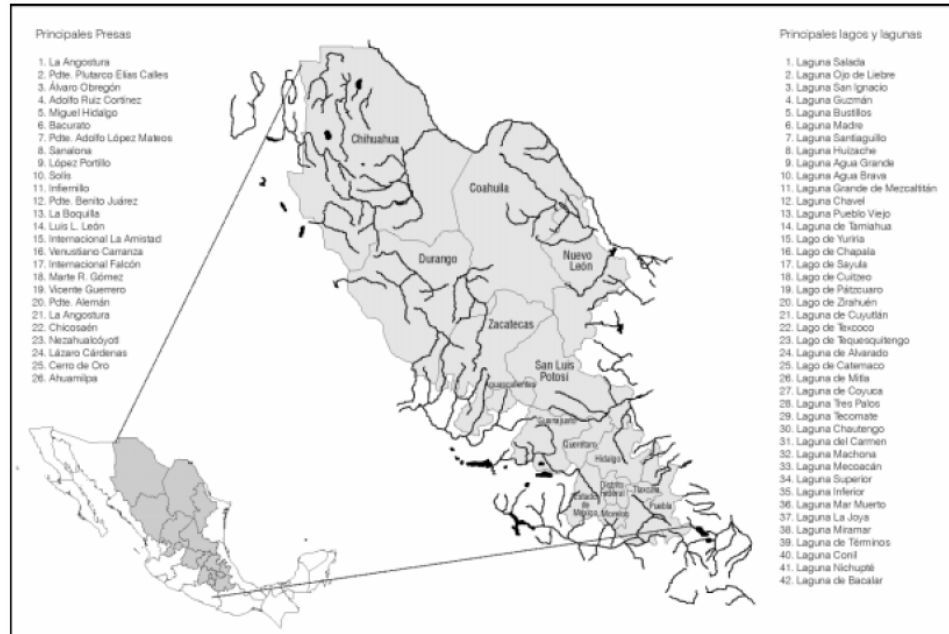 Principales Presas
1. La Angostura
2. Pdte. Plutarco Elías Calles
3. Álvaro Obregón
4. Adolfo Ruiz Cortínez
5. Miguel Hidalgo
6. Bacurato
7. Pdte. Adolfo López Mateos
8. Sanalona
9. López Portillo
10. Solís
11. Infiernillo
12. Pdte. Benito Juárez
13. La Boquilla
14. Luis L. León
15. Internacional La Amistad
16. Venustiano Carranza
17. Internacional Falcón
18. Marte R. Gómez
19. Vicente Guerrero
20. Pdte. Alemán
21. La Angostura
22. Chicosaén
23. Nezahualcóyotl
24. Lázaro Cárdenas
25. Cerro de Oro
26. Ahuamilpa
Chihuahua
Coahuila
Durango
Nuevo
León
Zacatecas
San Luis
Potosí
Aguascalientes
Guanajuato
Querétaro
Hidalgo
Distrito
Federal
Tlaxcala
Estado
de
México
Morelos
Puebla
Principales lagos y lagunas
1. Laguna Salada
2. Laguna Ojo de Liebre
3. Laguna San Ignacio
4. Laguna Guzmán
5. Laguna Bustillos
6. Laguna Madre
7. Laguna Santiaguillo
8. Laguna Huizache
9. Laguna Agua Grande
10. Laguna Agua Brava
11. Laguna Grande de Mezcaltitán
12. Laguna Chavel
13. Laguna Pueblo Viejo
14. Laguna de Tamiahua
15. Lago de Yuriria
16. Lago de Chapala
17. Lago de Sayula
18. Lago de Cuitzeo
19. Lago de Pátzcuaro
20. Lago de Zirahuén
21. Laguna de Cuyutlán
22. Lago de Texcoco
23. Lago de Tequesquitengo
24. Laguna de Alvarado
25. Lago de Catemaco
26. Laguna de Mitla
27. Laguna de Coyuca
28. Laguna Tres Palos
29. Laguna Tecomate
30. Laguna Chautengo
31. Laguna del Carmen
32. Laguna Machona
33. Laguna Mecoacán
34. Laguna Superior
35. Laguna Inferior
36. Laguna Mar Muerto
37. Laguna La Joya
38. Laguna Miramar
39. Laguna de Términos
40. Laguna Conil
41. Laguna Nichupté
42. Laguna de Bacalar